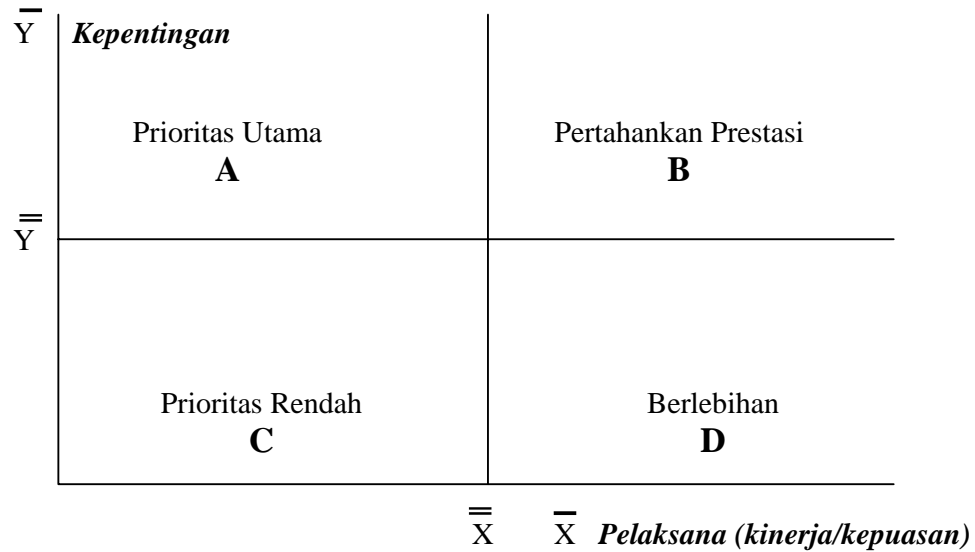 Y̅ Kepentingan
Prioritas Utama
A
Pertahankan Prestasi
B
Y̿
Prioritas Rendah
C
Berlebihan
D
X̿ X̅ Pelaksana (kinerja/kepuasan)